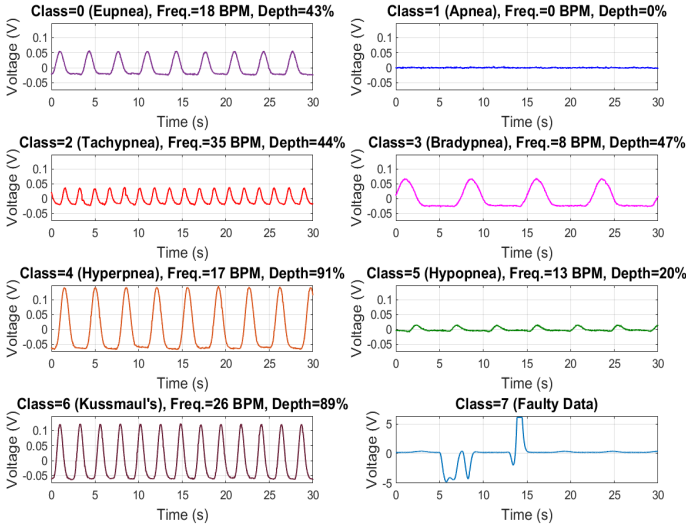 Class=0 (Eupnea), Freq.=18 BPM, Depth=43%
Voltage (V)
0.1
0.05
0
-0.05
0 5 10 15 20 25 30
Time (s)
Class=1 (Apnea), Freq.=0 BPM, Depth=0%
Voltage (V)
0.1
0.05
0
-0.05
0 5 10 15 20 25 30
Time (s)
Class=2 (Tachypnea), Freq.=35 BPM, Depth=44%
Voltage (V)
0.1
0.05
0
-0.05
0 5 10 15 20 25 30
Time (s)
Class=3 (Bradypnea), Freq.=8 BPM, Depth=47%
Voltage (V)
0.1
0.05
0
-0.05
0 5 10 15 20 25 30
Time (s)
Class=4 (Hyperpnea), Freq.=17 BPM, Depth=91%
Voltage (V)
0.1
0.05
0
-0.05
0 5 10 15 20 25 30
Time (s)
Class=5 (Hypopnea), Freq.=13 BPM, Depth=20%
Voltage (V)
0.1
0.05
0
-0.05
0 5 10 15 20 25 30
Time (s)
Class=6 (Kussmaul's), Freq.=26 BPM, Depth=89%
Voltage (V)
0.1
0.05
0
-0.05
0 5 10 15 20 25 30
Time (s)
Class=7 (Faulty Data)
Voltage (V)
5
0
-5
0 5 10 15 20 25 30
Time (s)